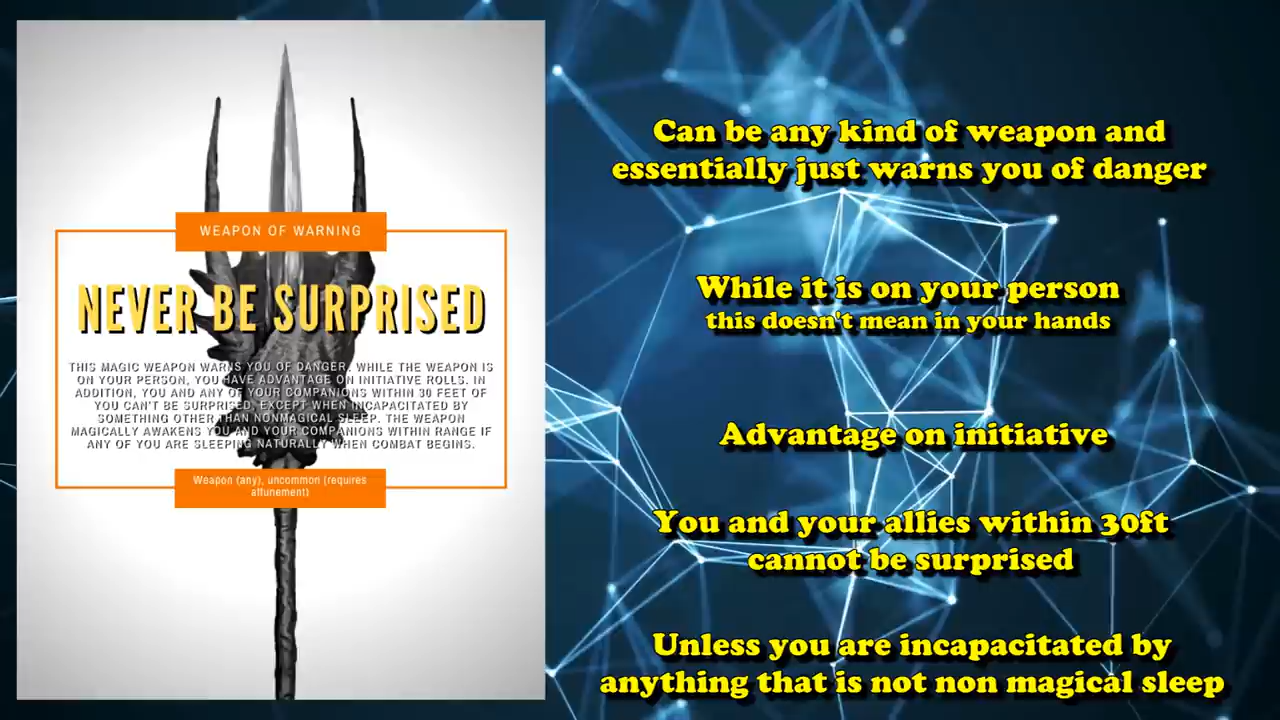 WEAPON OF WARNING
NEVER BE SURPRISED
THIS MAGIC WEAPON WARNS YOU OF DANGER. WHILE THE WEAPON IS
ON YOUR PERSON, YOU HAVE ADVANTAGE ON INITIATIVE ROLLS. IN
ADDITION, YOU AND ANY OF YOUR COMPANIONS WITHIN 30 FEET OF
YOU CAN'T BE SURPRISED, EXCEPT WHEN INCAPACITATED BY
SOMETHING OTHER THAN NONMAGICAL SLEEP. THE WEAPON
MAGICALLY AWAKENS YOU AND YOUR COMPANIONS WITHIN RANGE IF
ANY OF YOU ARE SLEEPING NATURALLY WHEN COMBAT BEGINS.
Weapon (any), uncommon (requires
attunement)
Can be any kind of weapon and
essentially just warns you of danger
While it is on your person
this doesn't mean in your hands
Advantage on initiative
You and your allies within 30ft
cannot be surprised
Unless you are incapacitated by
anything that is not non magical sleep